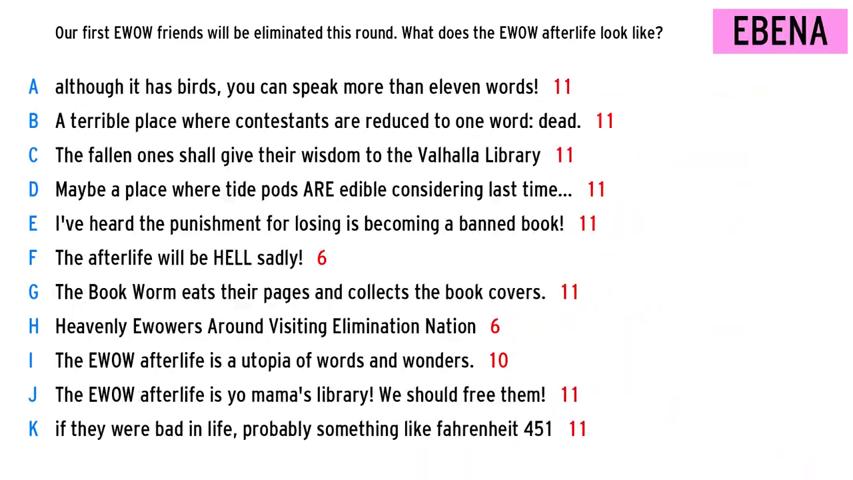 Our first EWOW friends will be eliminated this round. What does the EWOW afterlife look like?
EBENA
A although it has birds, you can speak more than eleven words! 11
B A terrible place where contestants are reduced to one word: dead. 11
C The fallen ones shall give their wisdom to the Valhalla Library 11
D Maybe a place where tide pods ARE edible considering last time... 11
E I've heard the punishment for losing is becoming a banned book! 11
F The afterlife will be HELL sadly! 6
G The Book Worm eats their pages and collects the book covers. 11
H Heavenly Ewowers Around Visiting Elimination Nation 6
I The EWOW afterlife is a utopia of words and wonders. 10
J The EWOW afterlife is yo mama's library! We should free them! 11
K if they were bad in life, probably something like fahrenheit 451 11